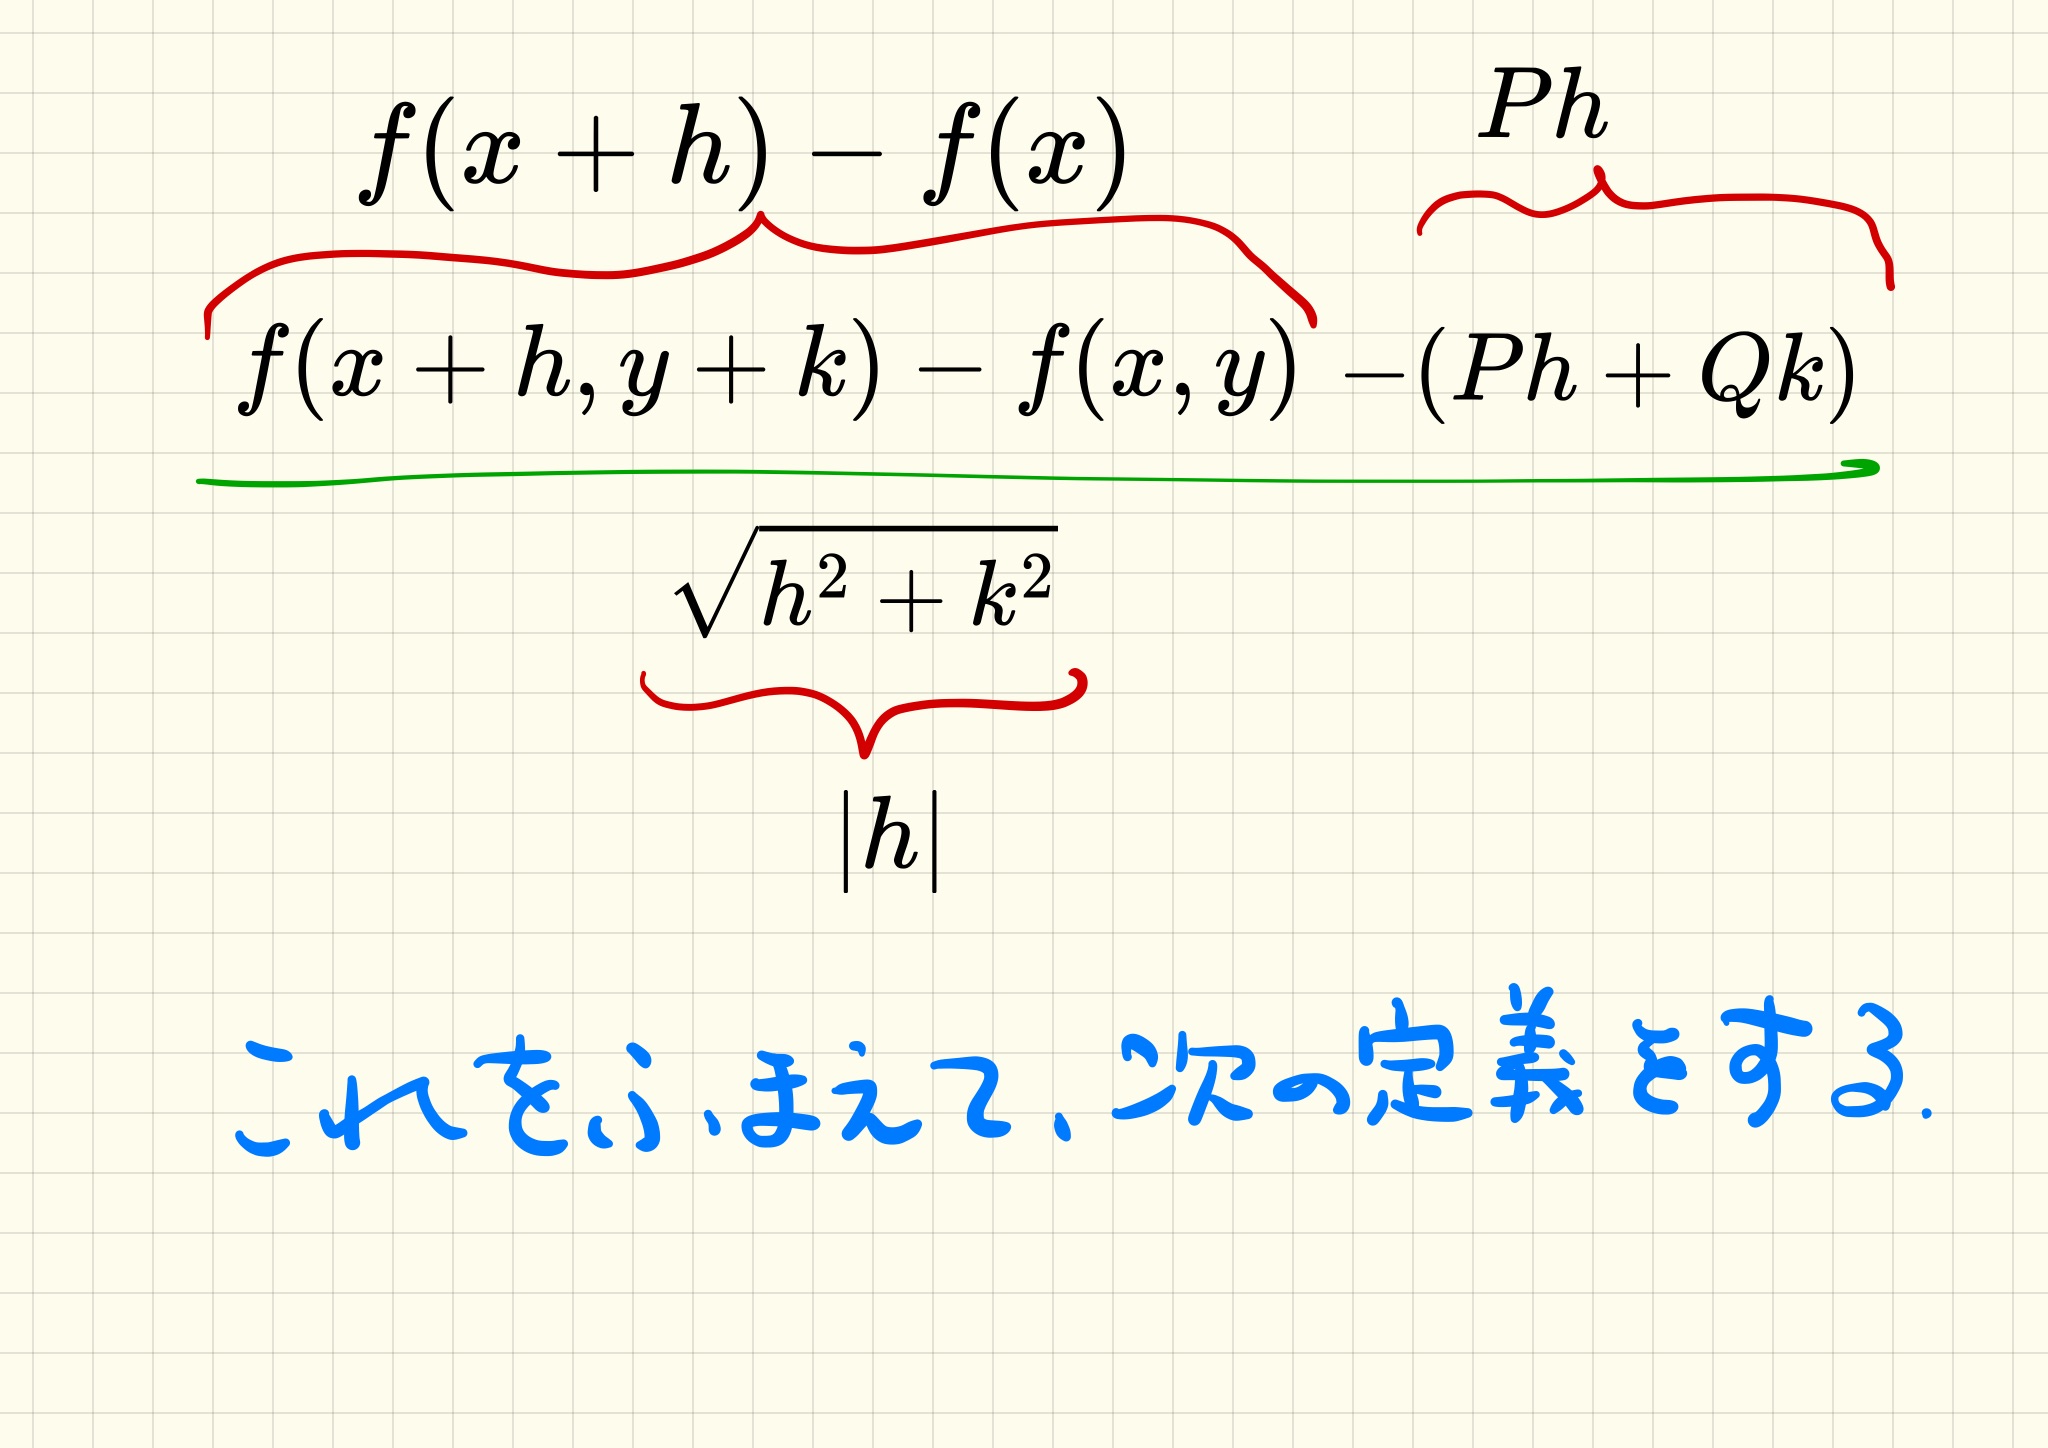 f(x + h) − f(x)
Ph
f(x + h, y + k) − f(x, y) −(Ph + Qk)
√(h² + k²)
|h|
これをふまえて、次の定義をする.